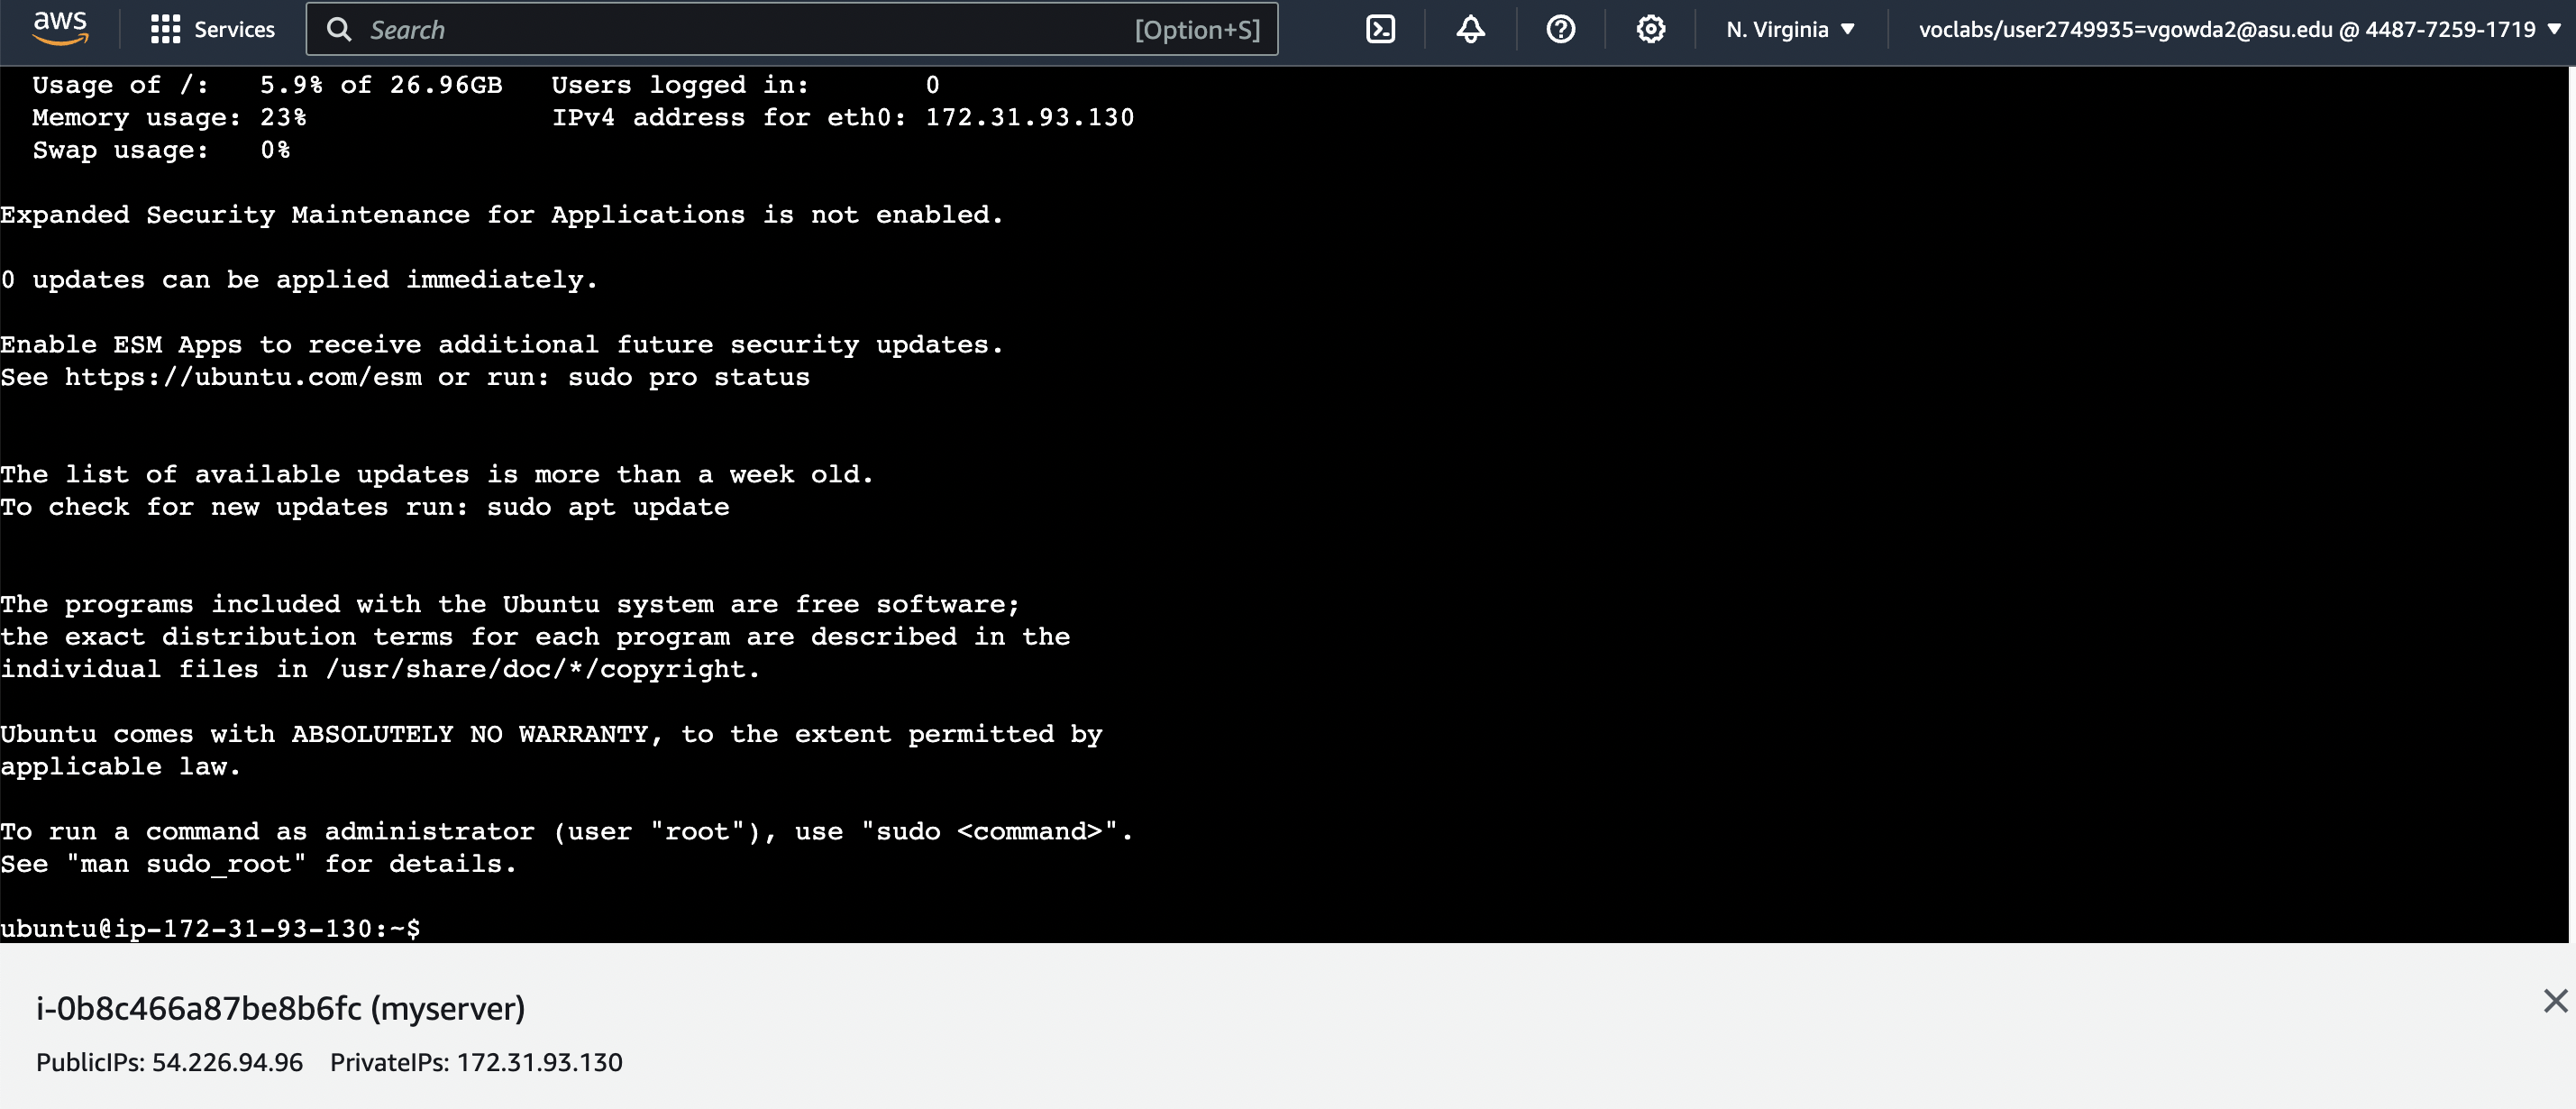 aws Services Search [Option+S] N. Virginia voclabs/user2749935=vgowda2@asu.edu @ 4487-7259-1719
Usage of /: 5.9% of 26.96GB Users logged in: 0
Memory usage: 23% IPv4 address for eth0: 172.31.93.130
Swap usage: 0%
Expanded Security Maintenance for Applications is not enabled.
0 updates can be applied immediately.
Enable ESM Apps to receive additional future security updates.
See https://ubuntu.com/esm or run: sudo pro status
The list of available updates is more than a week old.
To check for new updates run: sudo apt update
The programs included with the Ubuntu system are free software;
the exact distribution terms for each program are described in the
individual files in /usr/share/doc/*/copyright.
Ubuntu comes with ABSOLUTELY NO WARRANTY, to the extent permitted by
applicable law.
To run a command as administrator (user "root"), use "sudo <command>".
See "man sudo_root" for details.
ubuntu@ip-172-31-93-130:~$
i-0b8c466a87be8b6fc (myserver)
PublicIPs: 54.226.94.96 PrivateIPs: 172.31.93.130